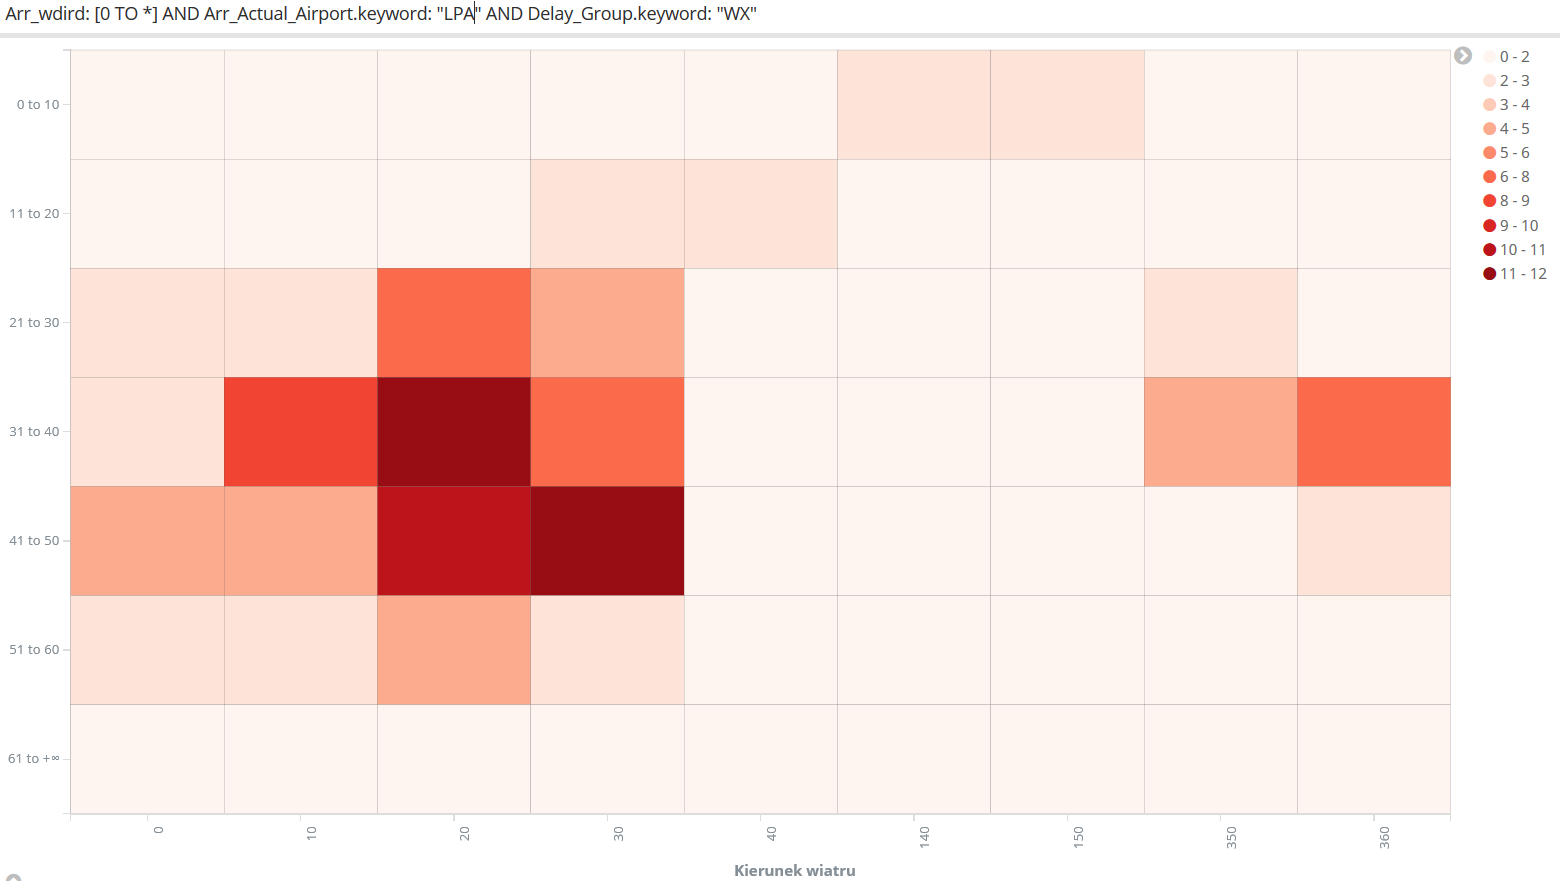 Arr_wdird: [0 TO *] AND Arr_Actual_Airport.keyword: "LPA" AND Delay_Group.keyword: "WX"
0 - 2
2 - 3
3 - 4
4 - 5
5 - 6
6 - 8
8 - 9
9 - 10
10 - 11
11 - 12
0 to 10
11 to 20
21 to 30
31 to 40
41 to 50
51 to 60
61 to +∞
0 10 20 30 40 140 150 350 360
Kierunek wiatru